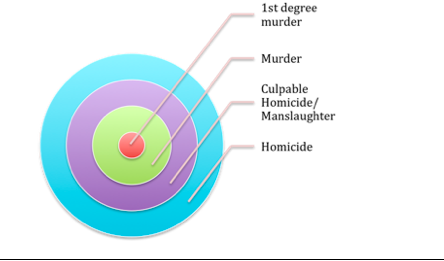 1st degree
murder
Murder
Culpable
Homicide/
Manslaughter
Homicide